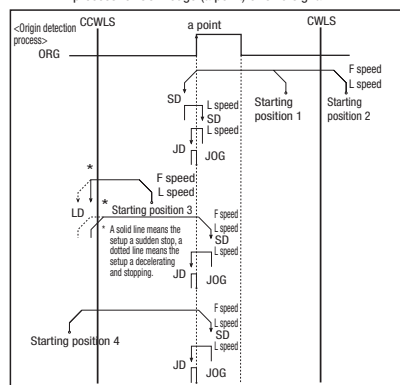 CCWLS
a point
CWLS
<Origin detection
process>
ORG
F speed
L speed
SD
L speed
SD
L speed
Starting
position 1
Starting
position 2
JD
JOG
*
F speed
L speed
LD
*
Starting position 3
F speed
L speed
SD
L speed
* A solid line means the
setup a sudden stop, a
dotted line means the
setup a decelerating
and stopping.
JD
JOG
F speed
L speed
SD
L speed
Starting position 4
JD
JOG